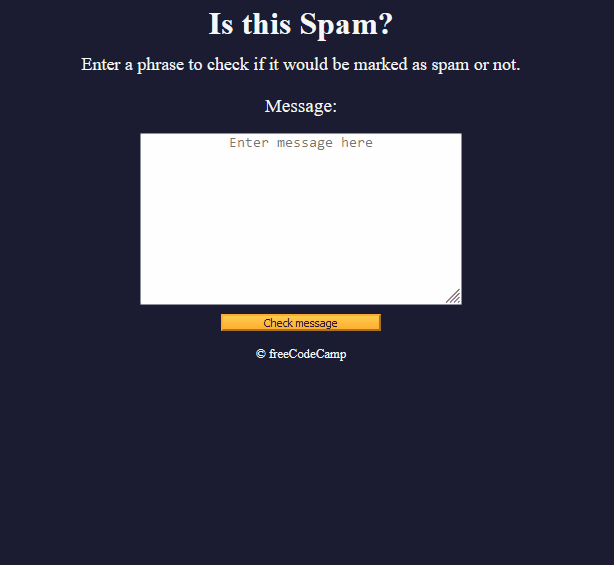 Is this Spam?
Enter a phrase to check if it would be marked as spam or not.
Message:
Enter message here
Check message
© freeCodeCamp